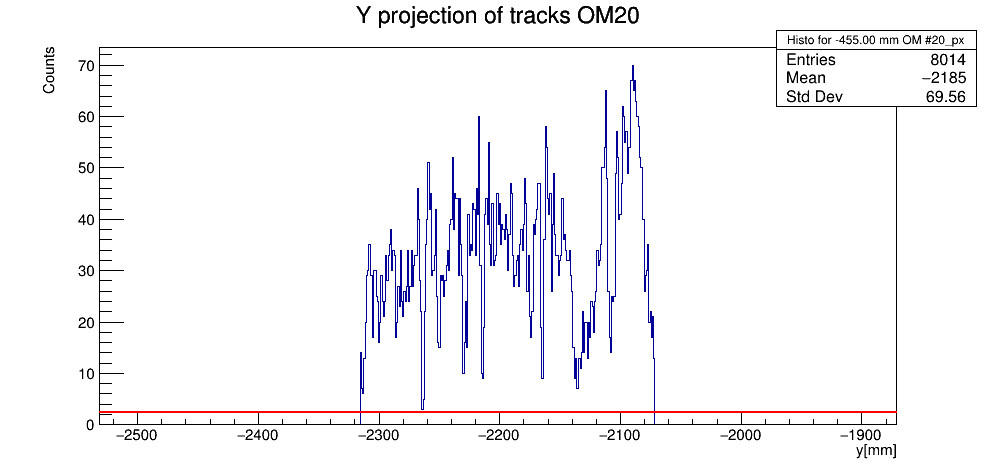 Y projection of tracks OM20
Histo for -455.00 mm OM #20_px
Entries 8014
Mean −2185
Std Dev 69.56
Counts
70
60
50
40
30
20
10
0
−2500 −2400 −2300 −2200 −2100 −2000 −1900
y[mm]